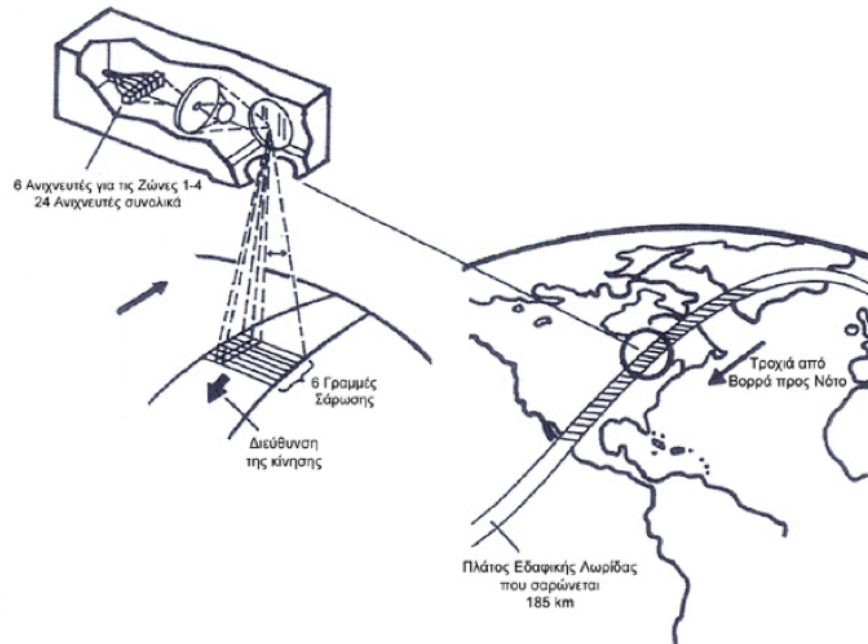 6 Ανιχνευτές για τις Ζώνες 1-4
24 Ανιχνευτές συνολικά
6 Γραμμές
Σάρωσης
Διεύθυνση
της κίνησης
Τροχιά από
Βορρά προς Νότο
Πλάτος Εδαφικής Λωρίδας
που σαρώνεται
185 km